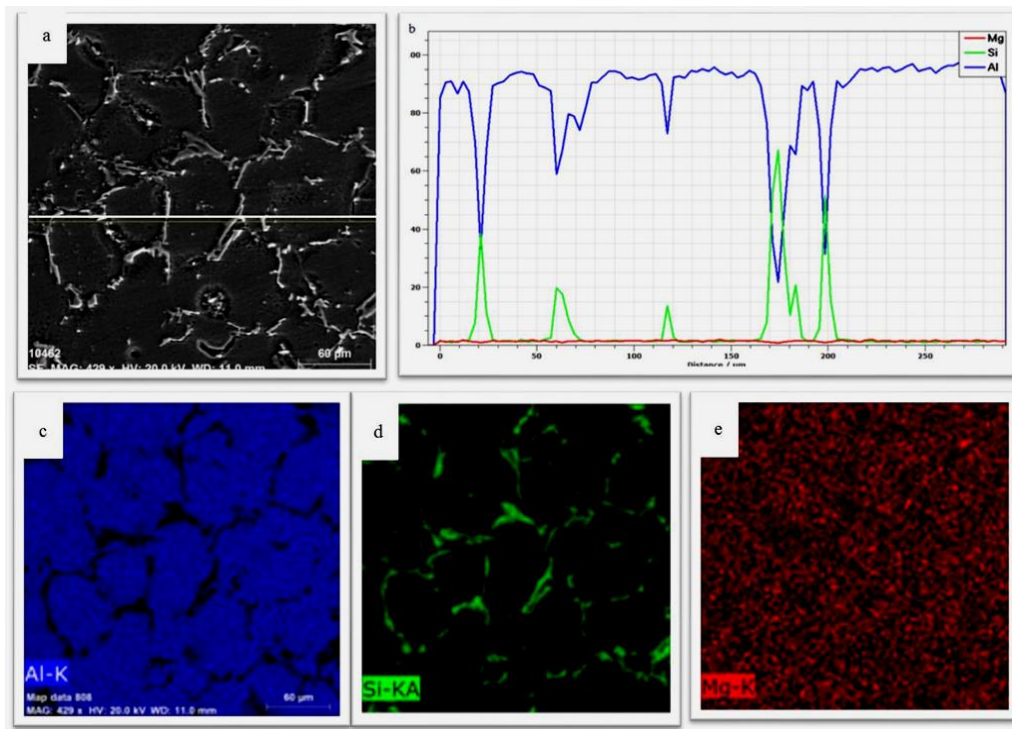 a
10462
SE MAG: 429 x HV: 20.0 kV WD: 11.0 mm
60 µm
b
Mg
Si
Al
00
80
60
40
20
0
0 50 100 150 200 250
Distance / µm
c
Al-K
Map data 808
MAG: 429 x HV: 20.0 kV WD: 11.0 mm
60 µm
d
Si-KA
e
Mg-K